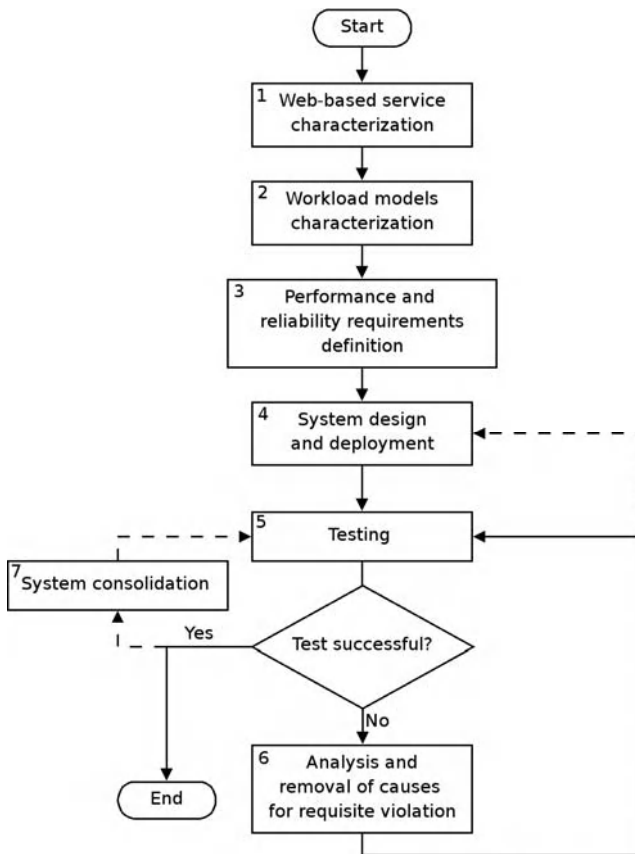 Start
1
Web-based service
characterization
2
Workload models
characterization
3
Performance and
reliability requirements
definition
4
System design
and deployment
5
Testing
7
System consolidation
Yes
Test successful?
No
6
Analysis and
removal of causes
for requisite violation
End